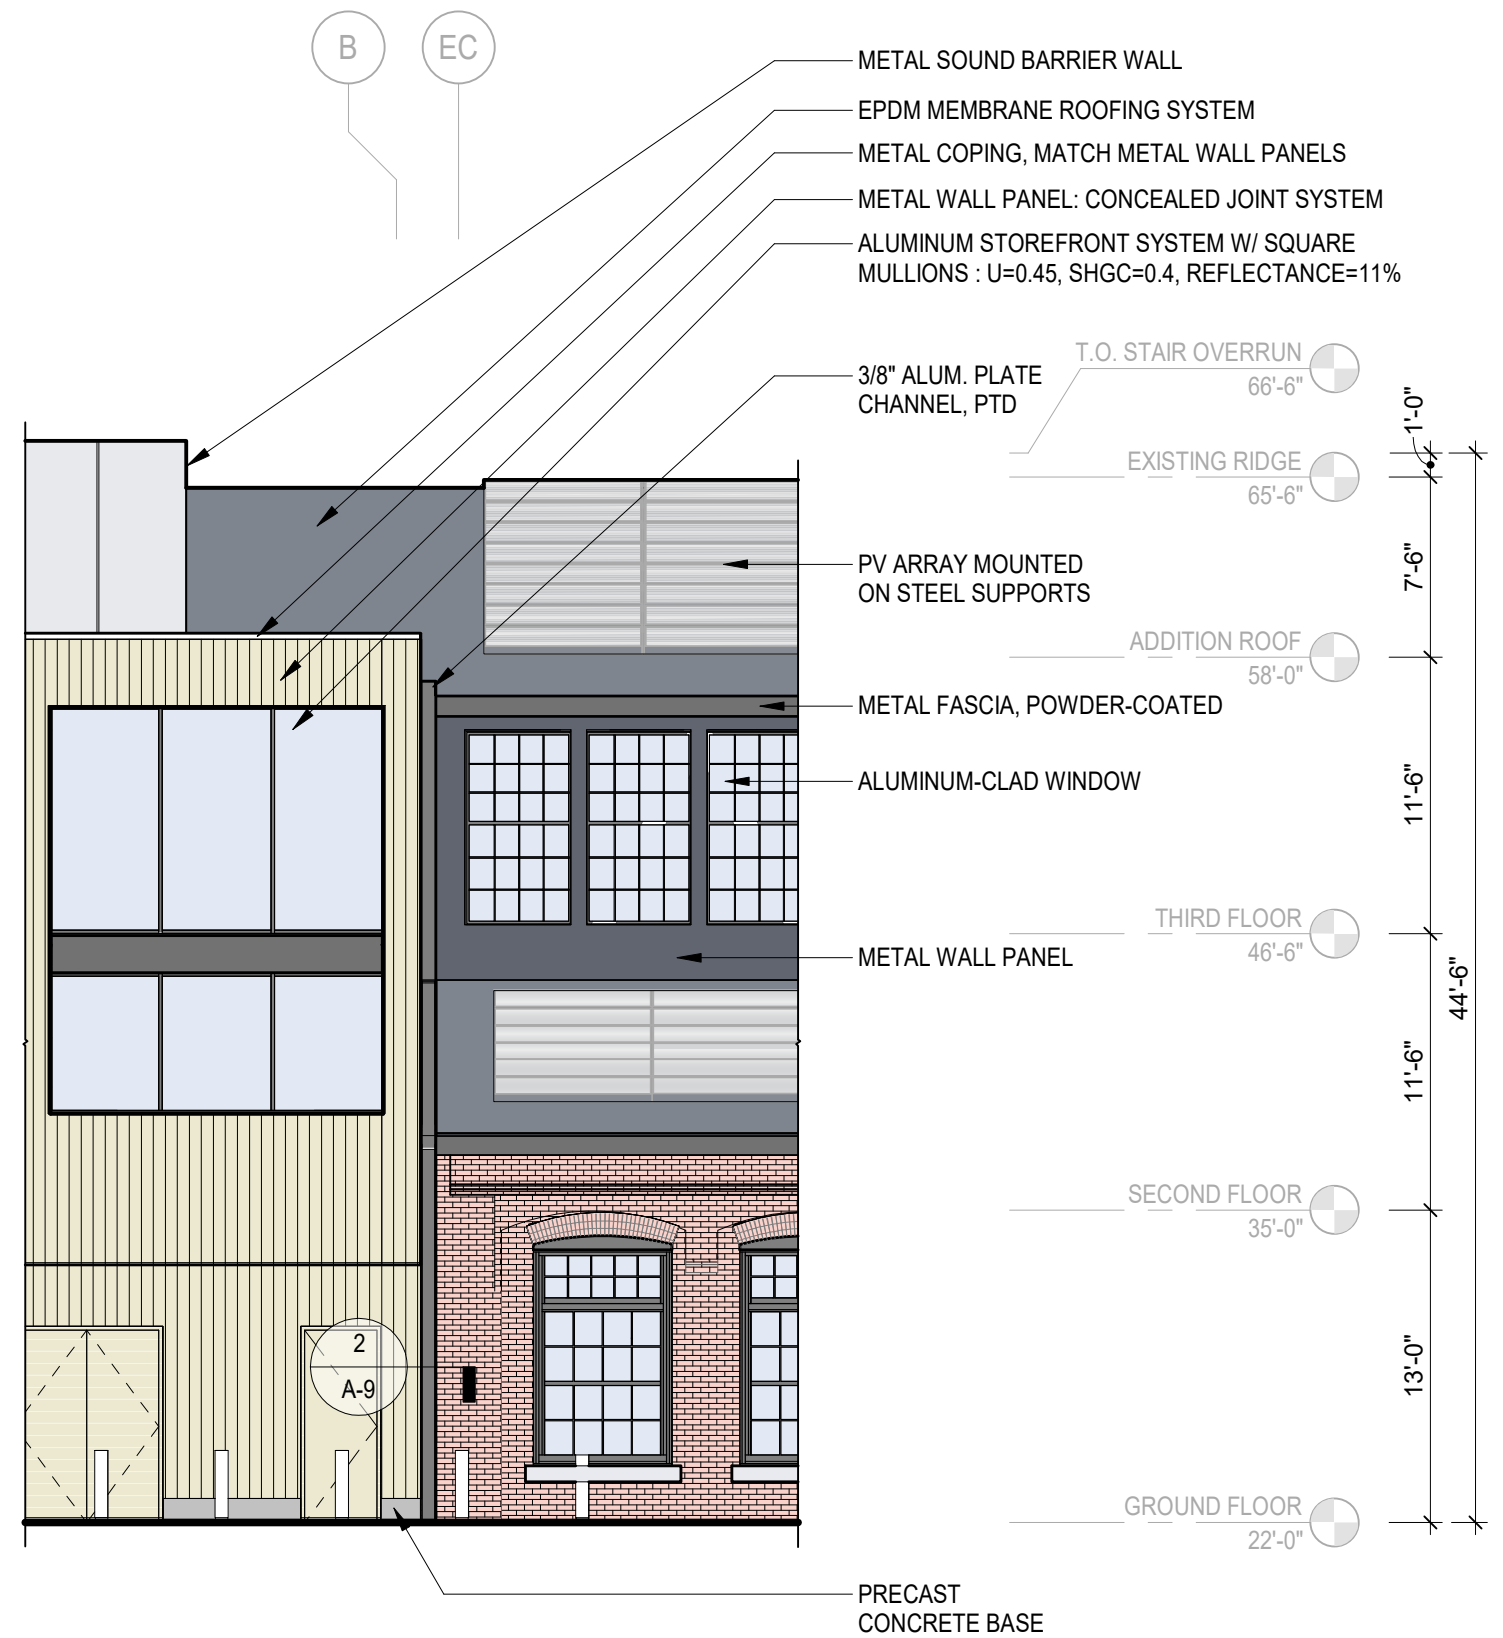 B
EC
METAL SOUND BARRIER WALL
EPDM MEMBRANE ROOFING SYSTEM
METAL COPING, MATCH METAL WALL PANELS
METAL WALL PANEL: CONCEALED JOINT SYSTEM
ALUMINUM STOREFRONT SYSTEM W/ SQUARE
MULLIONS : U=0.45, SHGC=0.4, REFLECTANCE=11%
T.O. STAIR OVERRUN
66'-6"
3/8" ALUM. PLATE
CHANNEL, PTD
1'-0"
EXISTING RIDGE
65'-6"
PV ARRAY MOUNTED
ON STEEL SUPPORTS
7'-6"
ADDITION ROOF
58'-0"
METAL FASCIA, POWDER-COATED
ALUMINUM-CLAD WINDOW
11'-6"
THIRD FLOOR
46'-6"
METAL WALL PANEL
44'-6"
11'-6"
SECOND FLOOR
35'-0"
2
A-9
13'-0"
GROUND FLOOR
22'-0"
PRECAST
CONCRETE BASE